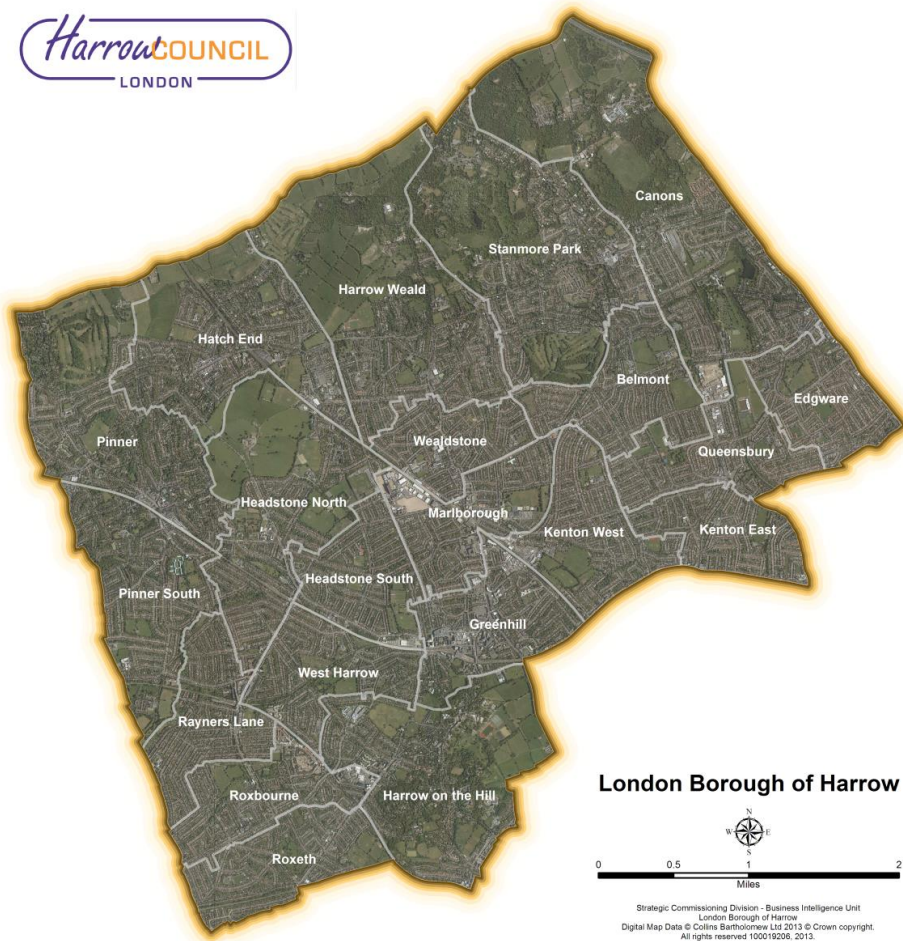 HarrowCOUNCIL
LONDON
Canons
Stanmore Park
Harrow Weald
Hatch End
Belmont
Edgware
Pinner
Wealdstone
Queensbury
Headstone North
Marlborough
Kenton West
Kenton East
Headstone South
Pinner South
Greenhill
West Harrow
Rayners Lane
Roxbourne
Harrow on the Hill
Roxeth
London Borough of Harrow
N
W E
S
0 0.5 1 2
Miles
Strategic Commissioning Division - Business Intelligence Unit
London Borough of Harrow
Digital Map Data © Collins Bartholomew Ltd 2013 © Crown copyright.
All rights reserved 100019206, 2013.